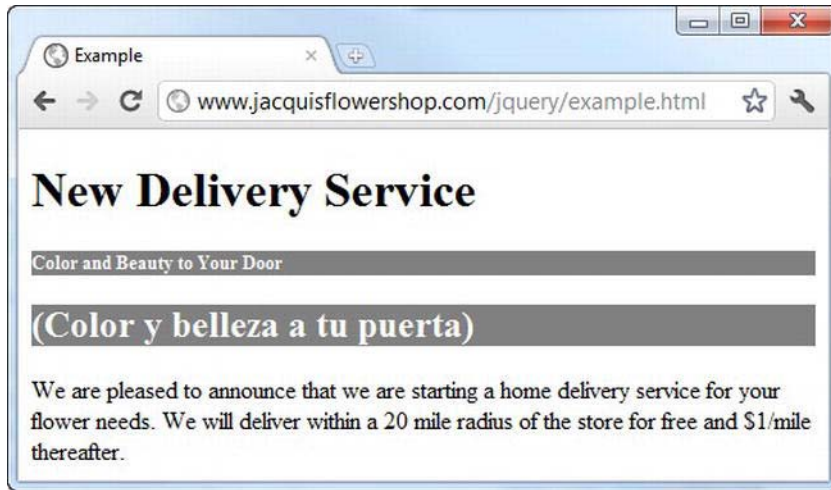 Example
www.jacquisflowershop.com/jquery/example.html
New Delivery Service
Color and Beauty to Your Door
(Color y belleza a tu puerta)
We are pleased to announce that we are starting a home delivery service for your
flower needs. We will deliver within a 20 mile radius of the store for free and $1/mile
thereafter.